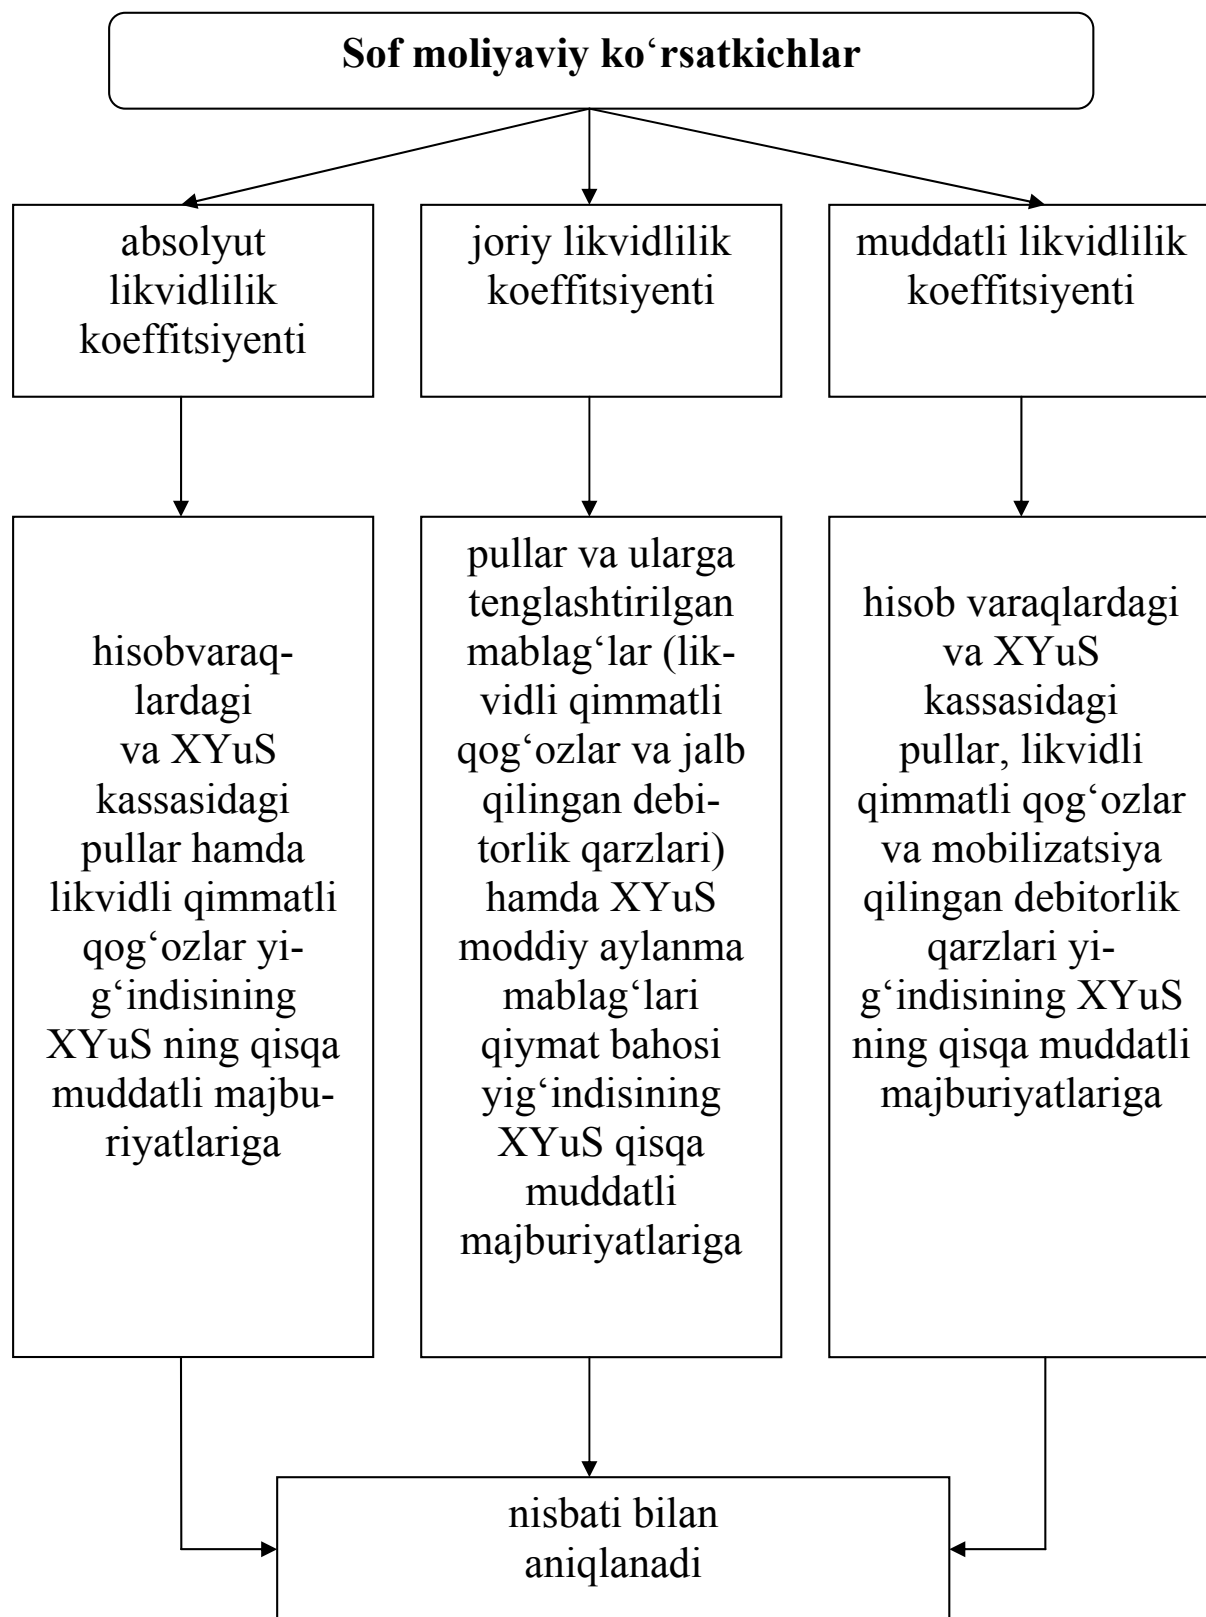 Sof moliyaviy ko‘rsatkichlar
absolyut
likvidlilik
koeffitsiyenti
joriy likvidlilik
koeffitsiyenti
muddatli likvidlilik
koeffitsiyenti
hisobvaraq-
lardagi
va XYuS
kassasidagi
pullar hamda
likvidli qimmatli
qog‘ozlar yi-
g‘indisining
XYuS ning qisqa
muddatli majbu-
riyatlariga
pullar va ularga
tenglashtirilgan
mablag‘lar (lik-
vidli qimmatli
qog‘ozlar va jalb
qilingan debi-
torlik qarzlari)
hamda XYuS
moddiy aylanma
mablag‘lari
qiymat bahosi
yig‘indisining
XYuS qisqa
muddatli
majburiyatlariga
hisob varaqlardagi
va XYuS
kassasidagi
pullar, likvidli
qimmatli qog‘ozlar
va mobilizatsiya
qilingan debitorlik
qarzlari yi-
g‘indisining XYuS
ning qisqa muddatli
majburiyatlariga
nisbati bilan
aniqlanadi